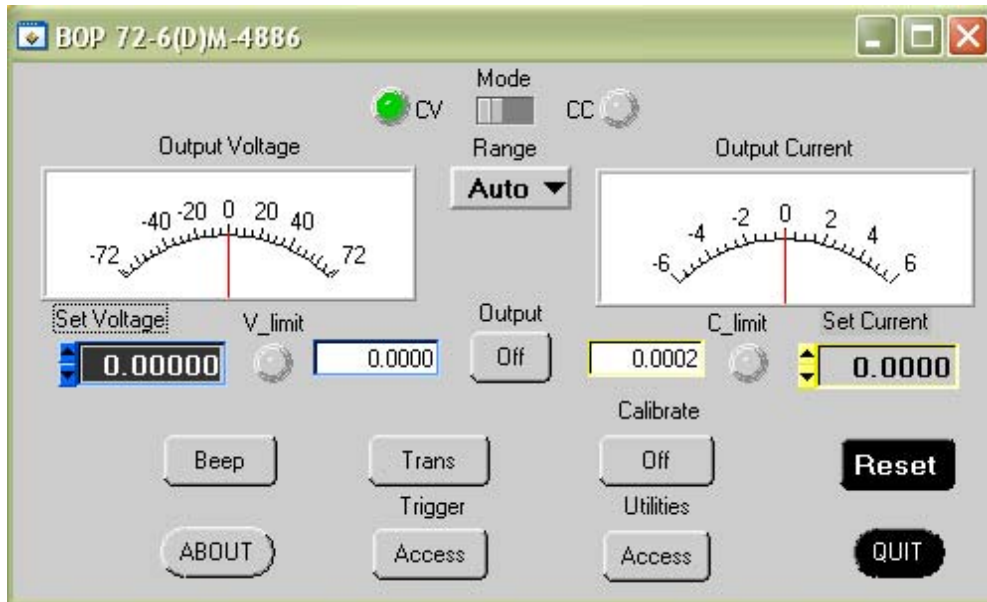 BOP 72-6(D)M-4886
Mode
CV
CC
Output Voltage
Range
Output Current
Auto
-72 -40 -20 0 20 40 72
-6 -4 -2 0 2 4 6
Set Voltage
V_limit
Output
C_limit
Set Current
0.00000
0.0000
Off
0.0002
0.0000
Calibrate
Beep
Trans
Off
Reset
Trigger
Utilities
ABOUT
Access
Access
QUIT